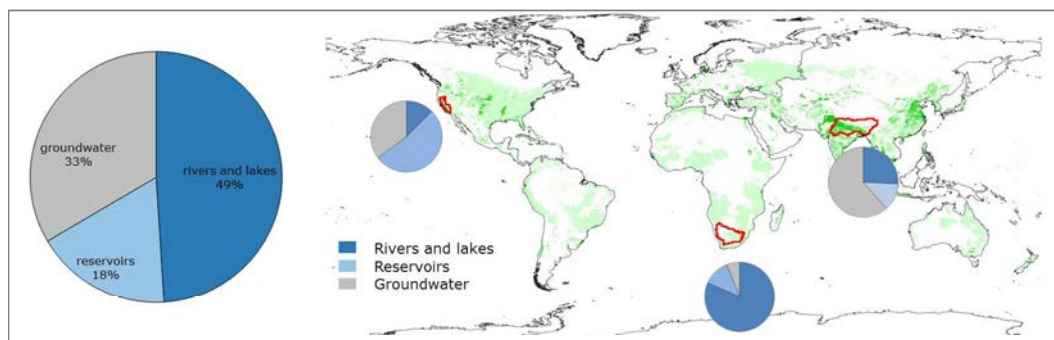 groundwater
33%
rivers and lakes
49%
reservoirs
18%
Rivers and lakes
Reservoirs
Groundwater